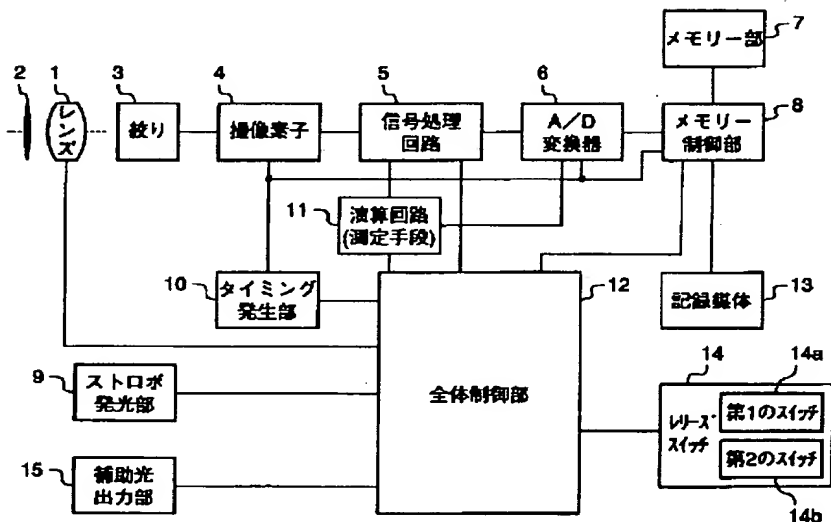 2
1
レンズ
3
絞り
4
撮像素子
5
信号処理
回路
6
A/D
変換器
メモリー部
7
メモリー
制御部
8
11
演算回路
(測定手段)
10
タイミング
発生部
12
全体制御部
記録媒体
13
9
ストロボ
発光部
15
補助光
出力部
14
14a
レリーズ
スイッチ
第1のスイッチ
第2のスイッチ
14b